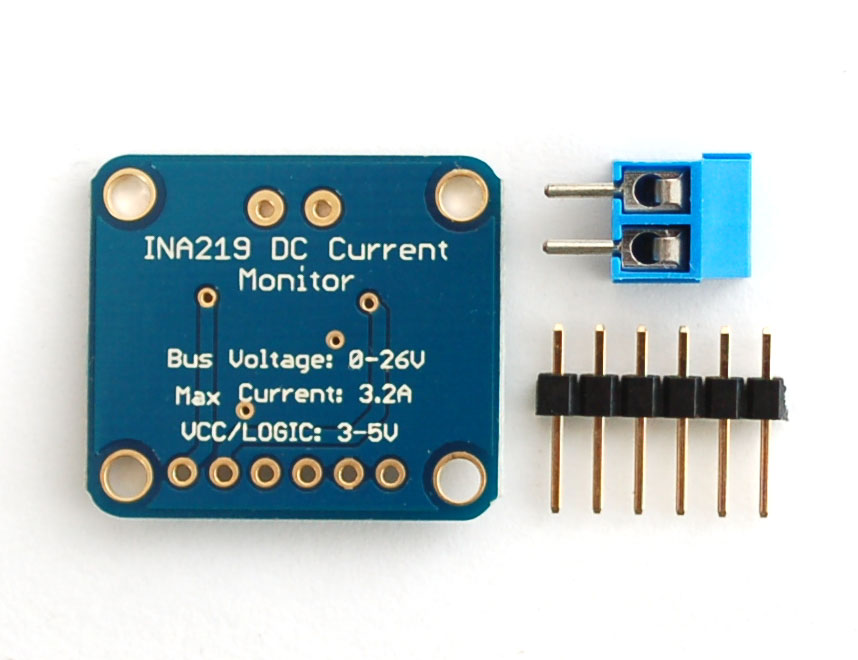 INA219 DC Current
Monitor
Bus Voltage: 0-26V
Max Current: 3.2A
VCC/LOGIC: 3-5V